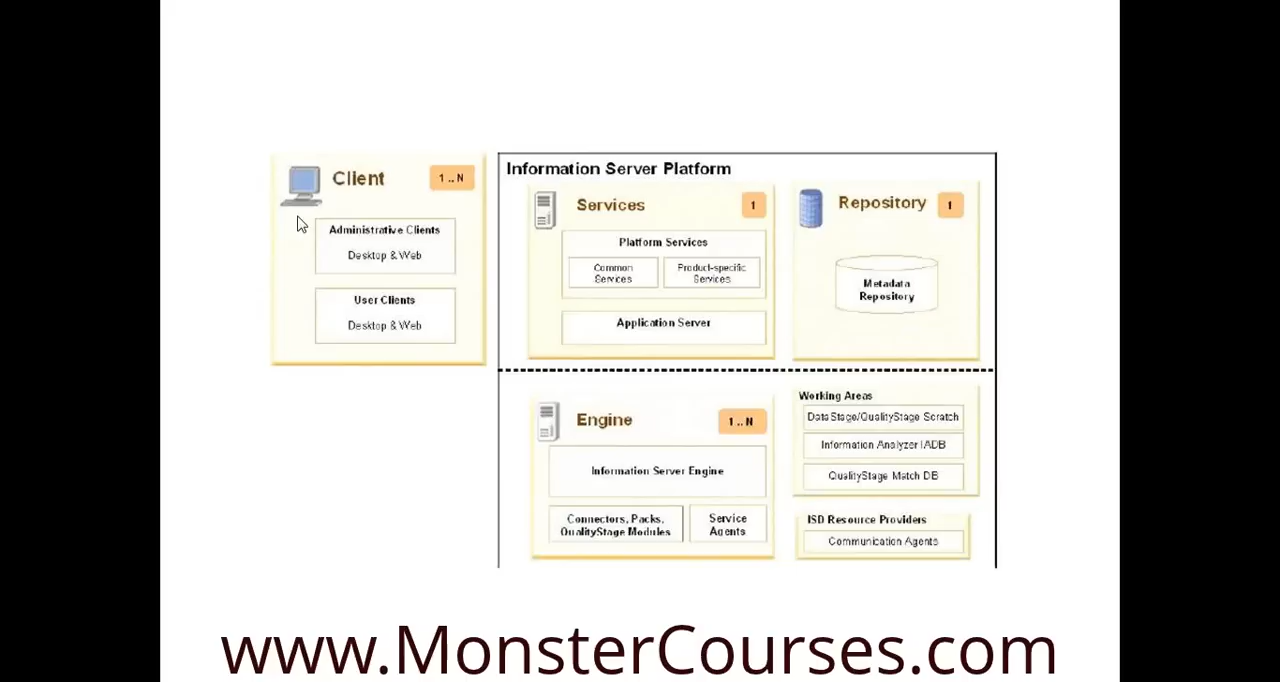 Client
1 .. N
Administrative Clients
Desktop & Web
User Clients
Desktop & Web
Information Server Platform
Services
1
Platform Services
Common
Services
Product-specific
Services
Application Server
Repository
1
Metadata
Repository
Engine
1 .. N
Information Server Engine
Connectors, Packs,
QualityStage Modules
Service
Agents
Working Areas
DataStage/QualityStage Scratch
Information Analyzer IADB
QualityStage Match DB
ISD Resource Providers
Communication Agents
www.MonsterCourses.com